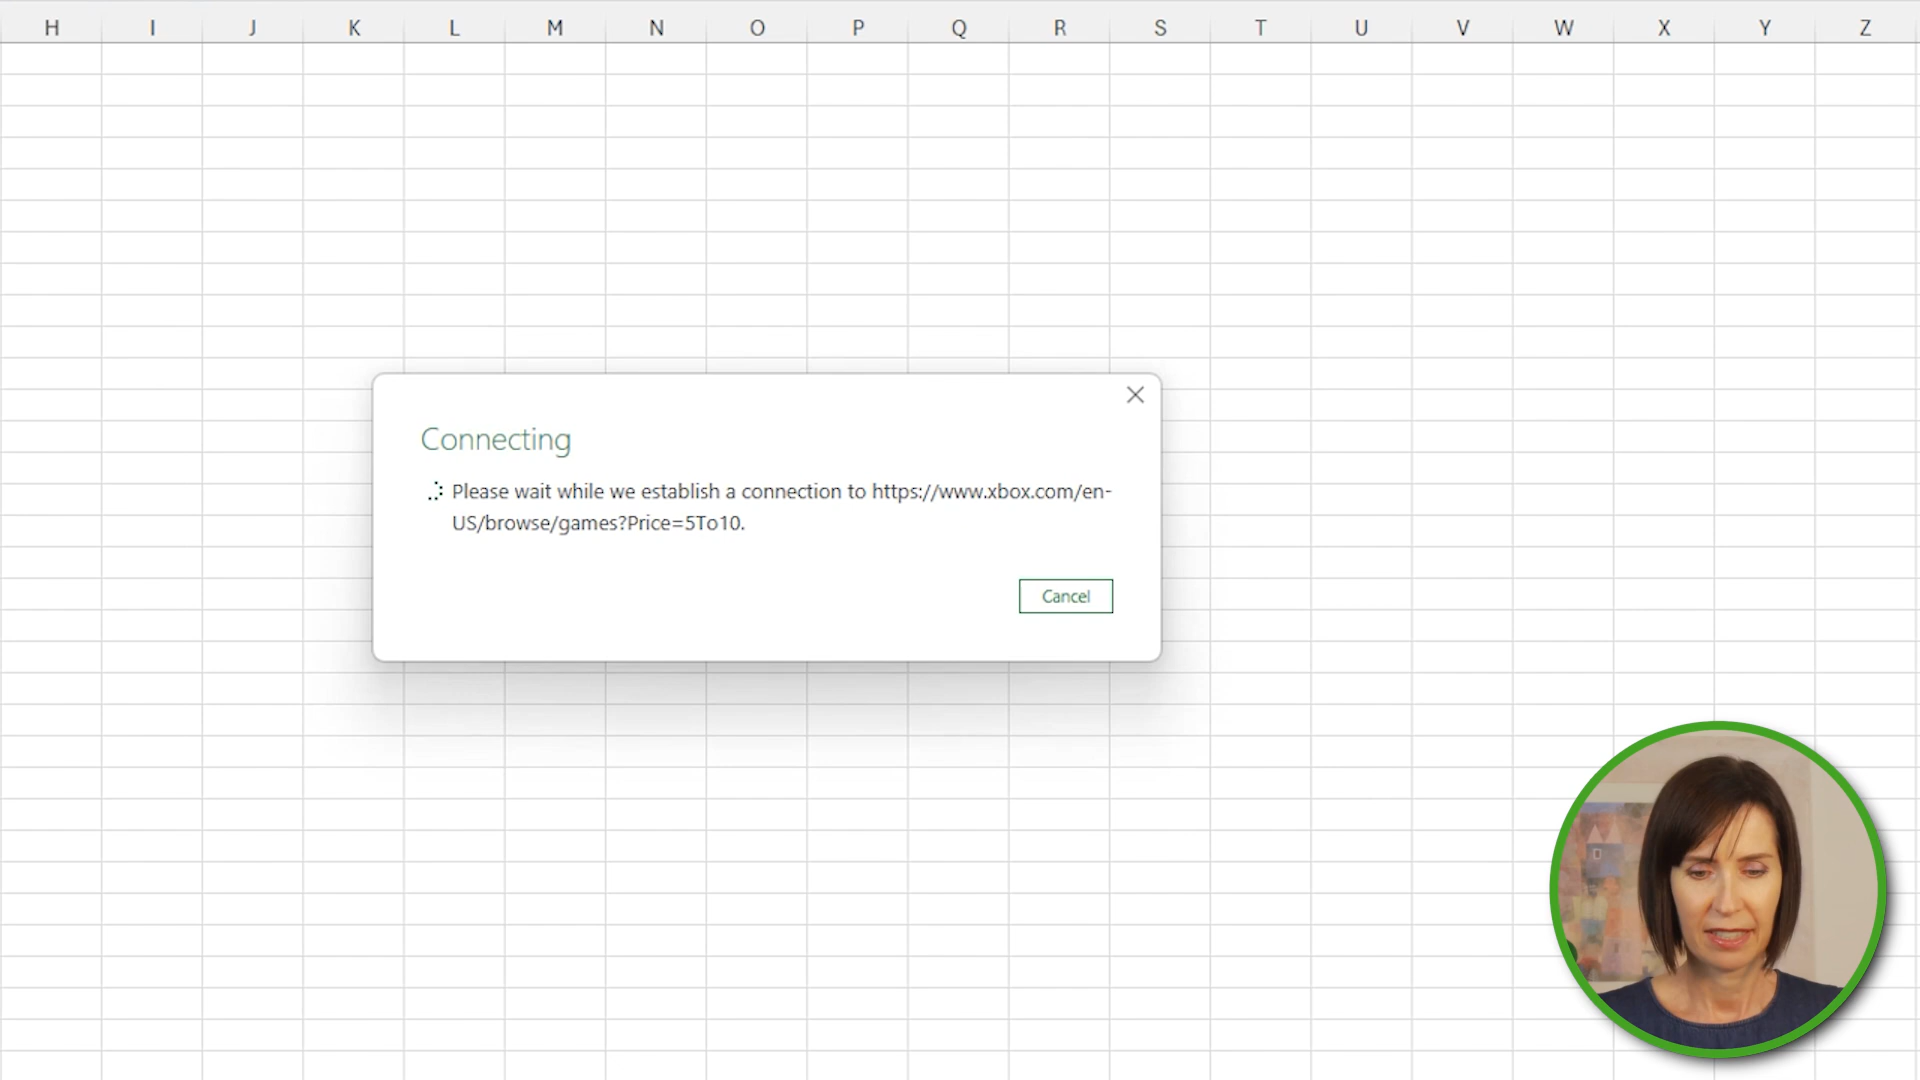 H I J K L M N O P Q R S T U V W X Y Z
Connecting
Please wait while we establish a connection to https://www.xbox.com/en-
US/browse/games?Price=5To10.
Cancel